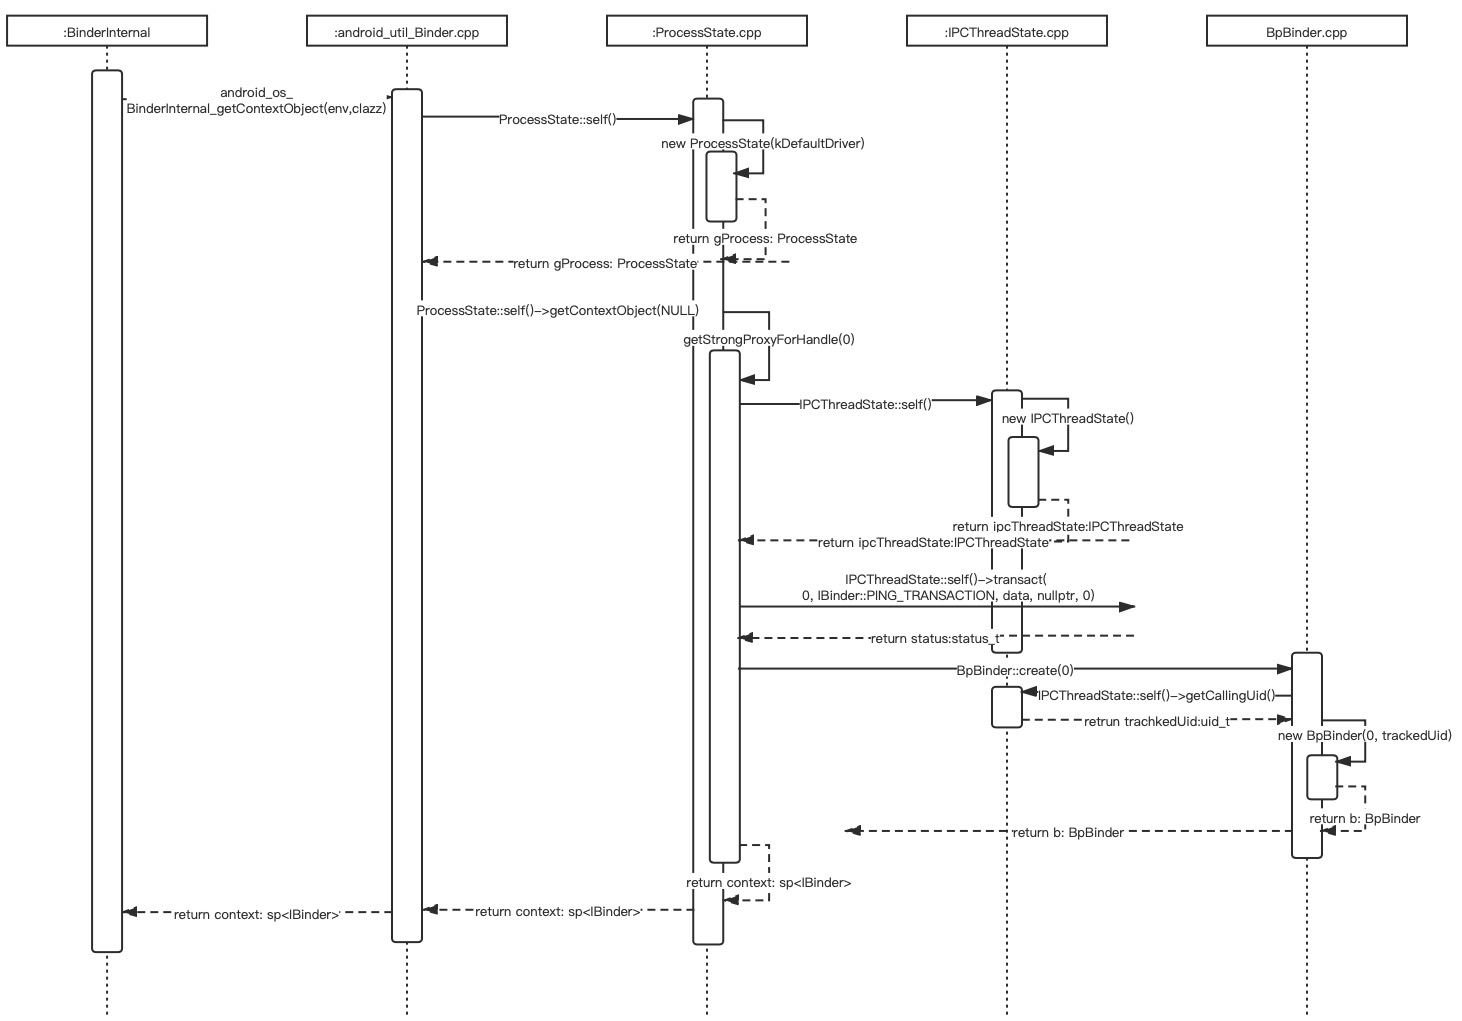 :BinderInternal
:android_util_Binder.cpp
:ProcessState.cpp
:IPCThreadState.cpp
BpBinder.cpp
android_os_
BinderInternal_getContextObject(env,clazz)
ProcessState::self()
new ProcessState(kDefaultDriver)
return gProcess: ProcessState
return gProcess: ProcessState
ProcessState::self()->getContextObject(NULL)
getStrongProxyForHandle(0)
IPCThreadState::self()
new IPCThreadState()
return ipcThreadState:IPCThreadState
return ipcThreadState:IPCThreadState
IPCThreadState::self()->transact(
0, IBinder::PING_TRANSACTION, data, nullptr, 0)
return status:status_t
BpBinder::create(0)
IPCThreadState::self()->getCallingUid()
retrun trachkedUid:uid_t
new BpBinder(0, trackedUid)
return b: BpBinder
return b: BpBinder
return context: sp<IBinder>
return context: sp<IBinder>
return context: sp<IBinder>